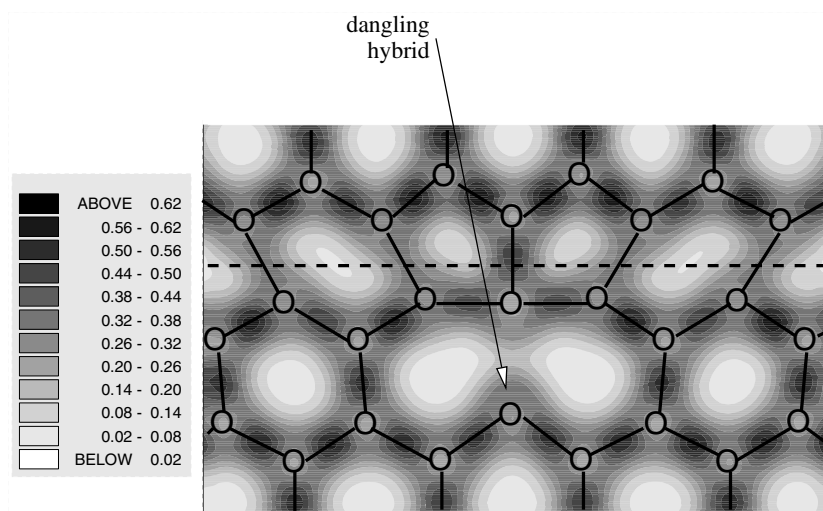 dangling
hybrid
ABOVE 0.62
0.56 - 0.62
0.50 - 0.56
0.44 - 0.50
0.38 - 0.44
0.32 - 0.38
0.26 - 0.32
0.20 - 0.26
0.14 - 0.20
0.08 - 0.14
0.02 - 0.08
BELOW 0.02